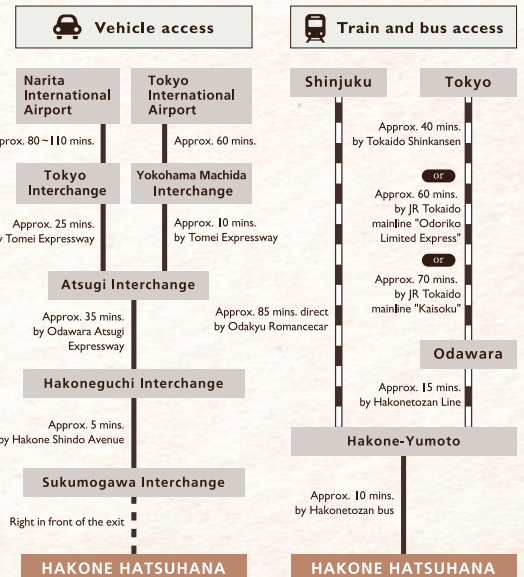 Vehicle access
Narita
International
Airport
Tokyo
International
Airport
80~110 mins.
Approx. 60 mins.
Tokyo
Interchange
Yokohama Machida
Interchange
Approx. 25 mins.
Tomei Expressway
Approx. 10 mins.
by Tomei Expressway
Atsugi Interchange
Approx. 35 mins.
by Odawara Atsugi
Expressway
Hakoneguchi Interchange
Approx. 5 mins.
by Hakone Shindo Avenue
Sukumogawa Interchange
Right in front of the exit
HAKONE HATSUHANA
Train and bus access
Shinjuku
Tokyo
Approx. 40 mins.
by Tokaido Shinkansen
or
Approx. 60 mins.
by JR Tokaido
mainline "Odoriko
Limited Express"
or
Approx. 70 mins.
by JR Tokaido
mainline "Kaisoku"
Approx. 85 mins. direct
by Odakyu Romancecar
Odawara
Approx. 15 mins.
by Hakonetozan Line
Hakone-Yumoto
Approx. 10 mins.
by Hakonetozan bus
HAKONE HATSUHANA